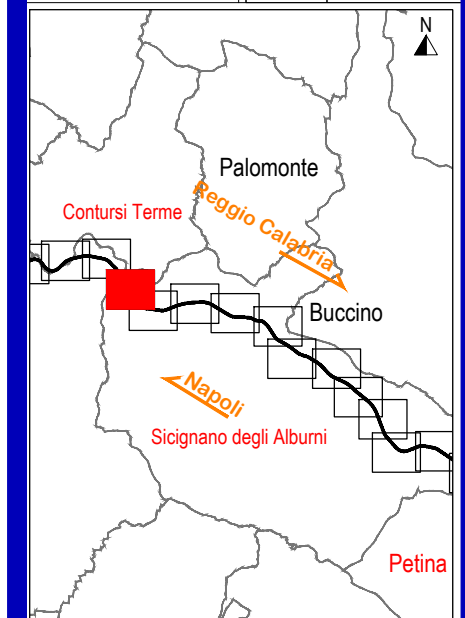 N
Palomonte
Reggio Calabria
Contursi Terme
Buccino
Napoli
Sicignano degli Alburni
Petina